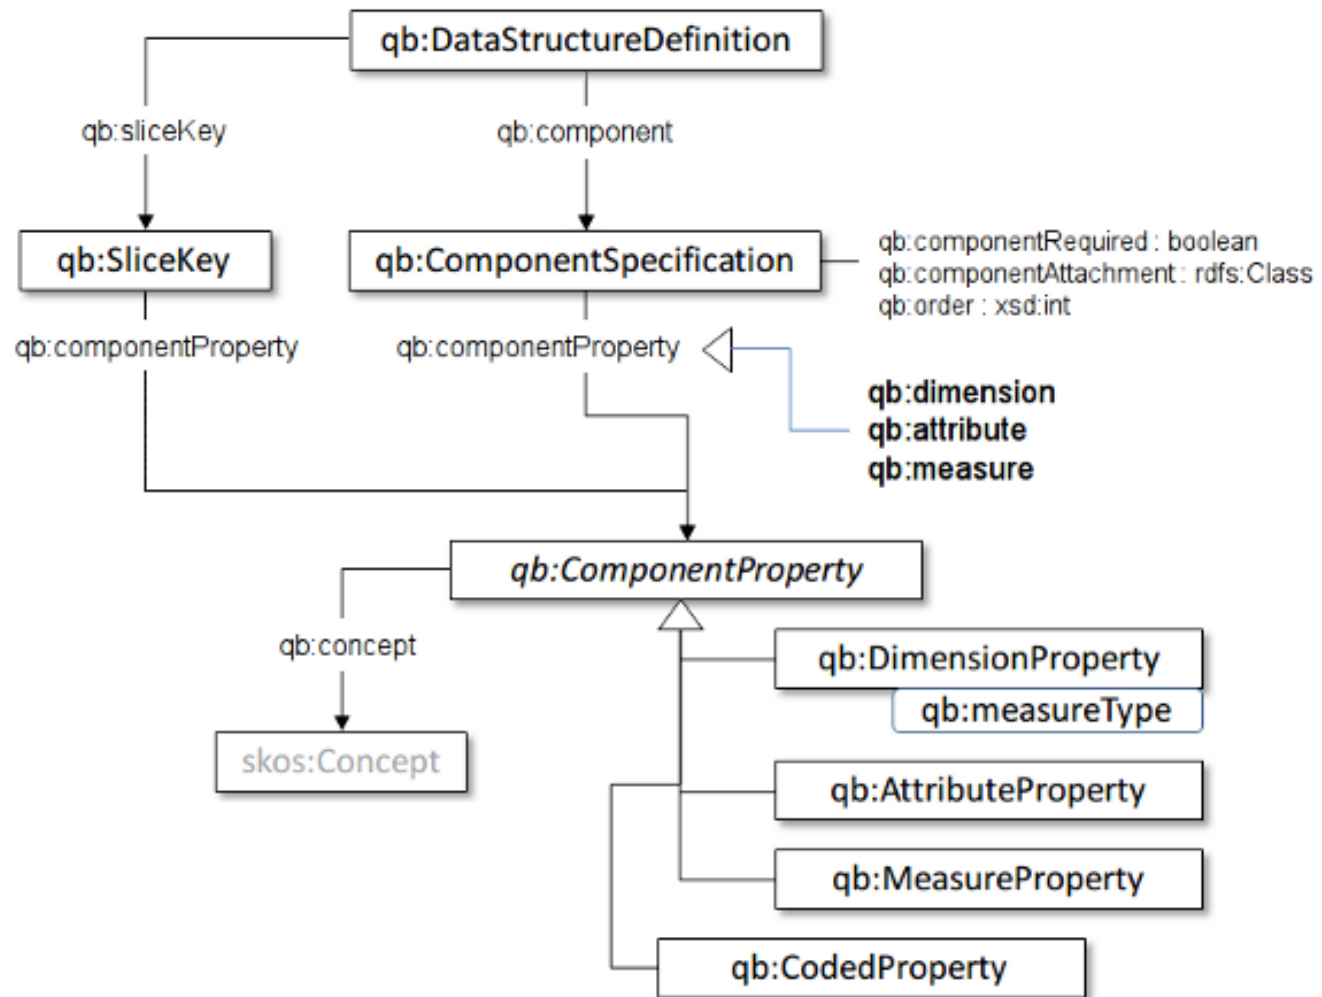 qb:DataStructureDefinition
qb:sliceKey
qb:component
qb:SliceKey
qb:ComponentSpecification
qb:componentRequired : boolean
qb:componentAttachment : rdfs:Class
qb:order : xsd:int
qb:componentProperty
qb:componentProperty
qb:dimension
qb:attribute
qb:measure
qb:ComponentProperty
qb:concept
qb:DimensionProperty
qb:measureType
skos:Concept
qb:AttributeProperty
qb:MeasureProperty
qb:CodedProperty